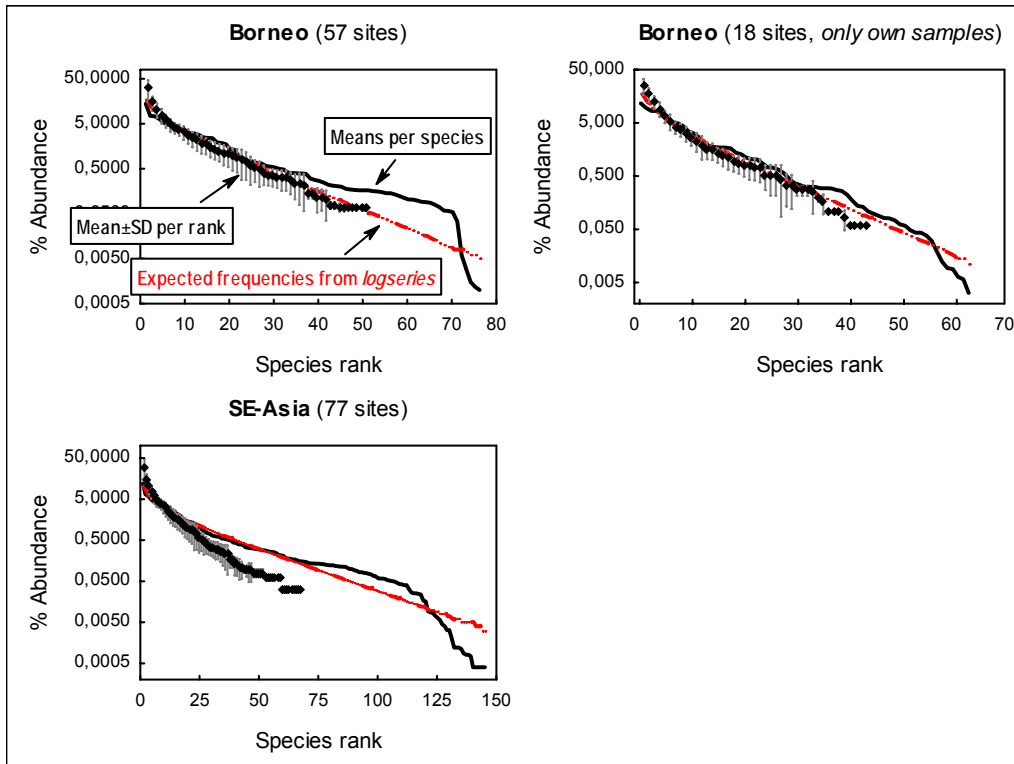 Borneo (57 sites)
50,0000
5,0000
0,5000
0,0050
0,0005
% Abundance
Means per species
Mean±SD per rank
Expected frequencies from logseries
0 10 20 30 40 50 60 70 80
Species rank
Borneo (18 sites, only own samples)
50,000
5,000
0,500
0,050
0,005
% Abundance
0 10 20 30 40 50 60 70
Species rank
SE-Asia (77 sites)
50,0000
5,0000
0,5000
0,0500
0,0050
0,0005
% Abundance
0 25 50 75 100 125 150
Species rank